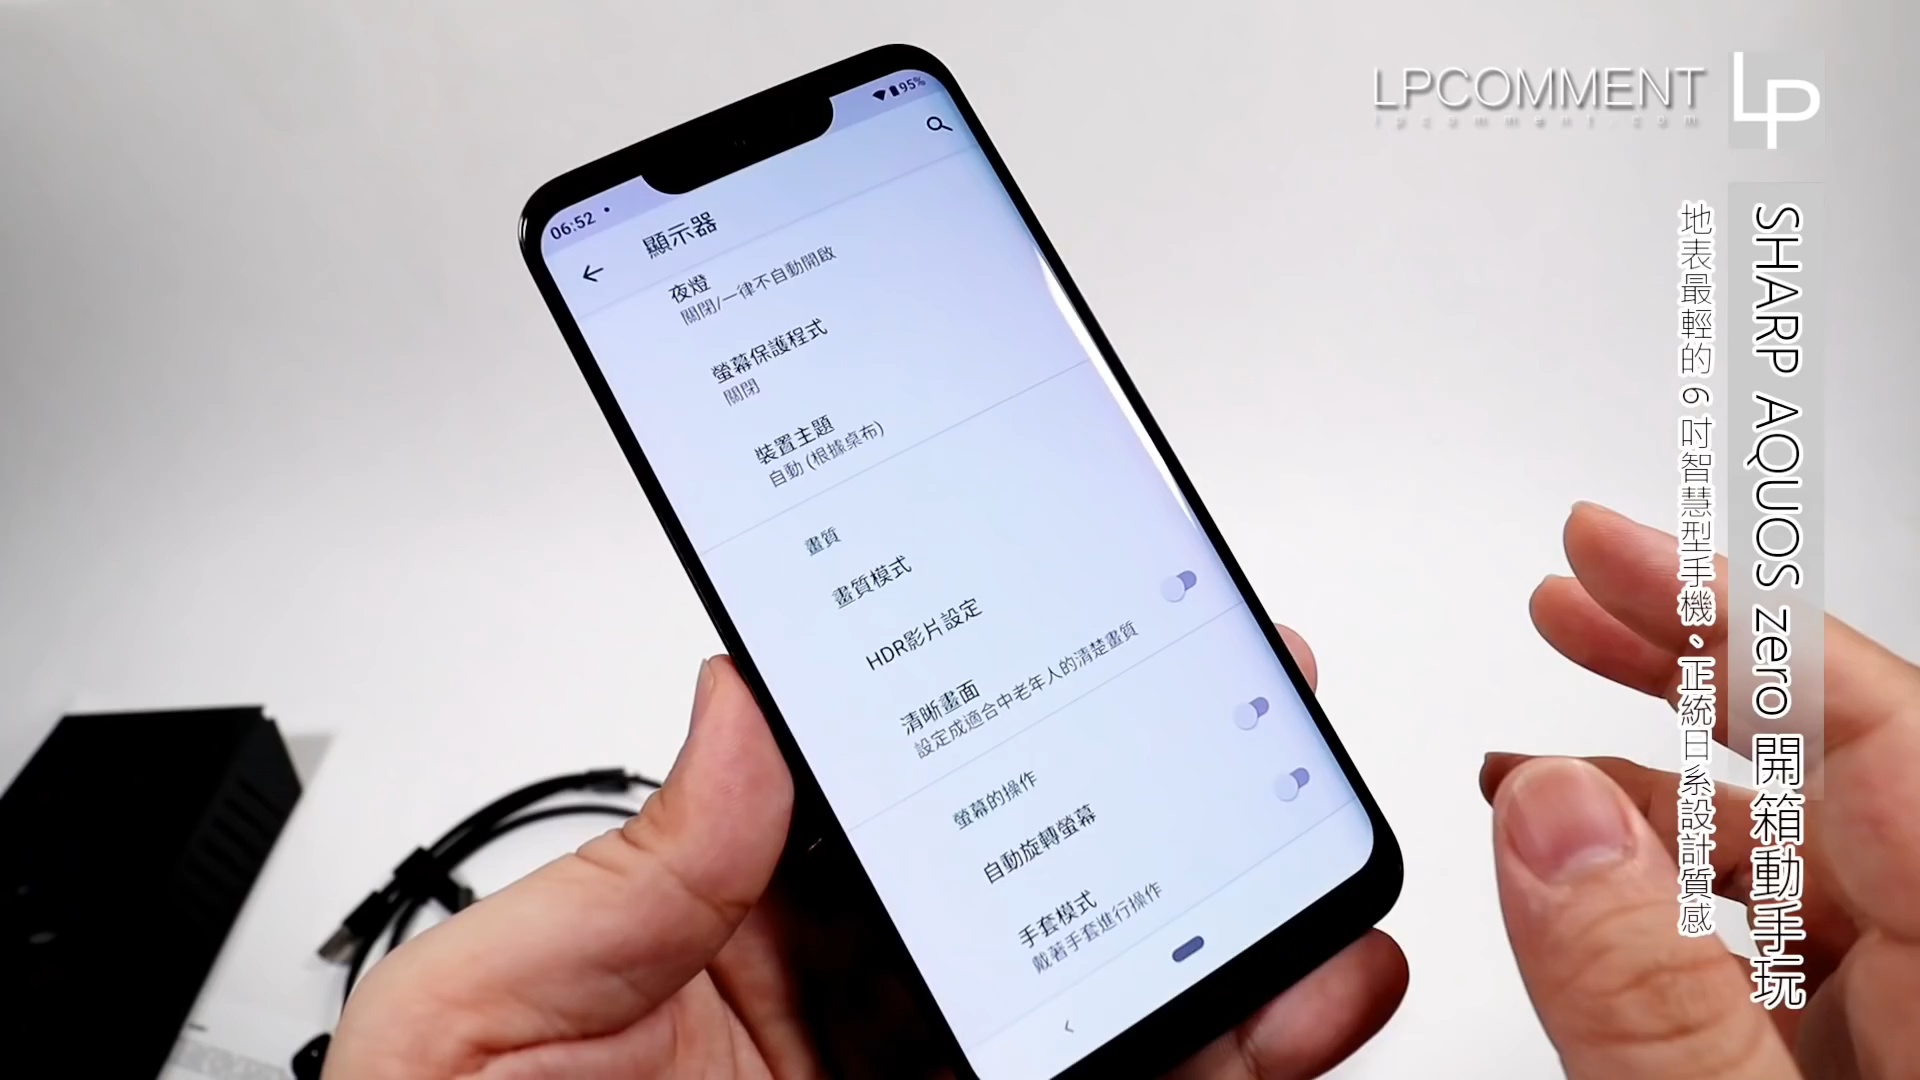 06:52
95%
顯示器
夜燈
關閉/一律不自動開啟
螢幕保護程式
關閉
裝置主題
自動 (根據桌布)
畫質
畫質模式
HDR影片設定
清晰畫面
設定成適合中老年人的清楚畫質
螢幕的操作
自動旋轉螢幕
手套模式
戴著手套進行操作
LPCOMMENT
lpcomment.com
LP
SHARP AQUOS zero 開箱動手玩
地表最輕的 6 吋智慧型手機、正統日系設計質感